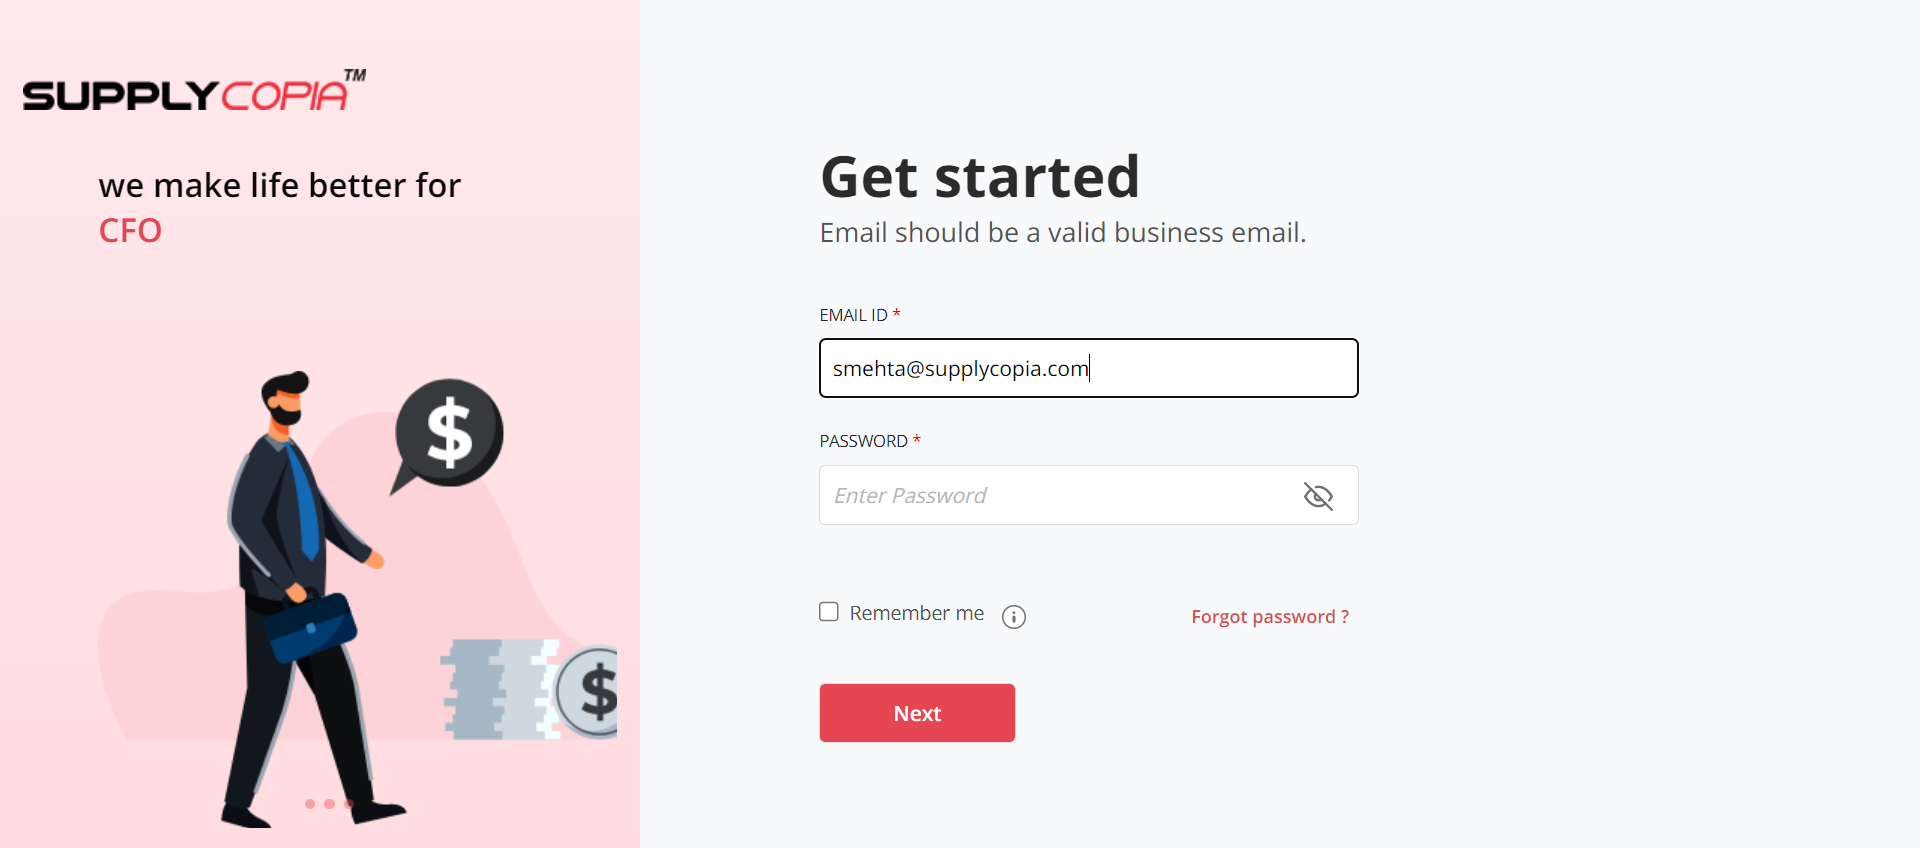 SUPPLYCOPIA™
we make life better for
CFO
$
$
Get started
Email should be a valid business email.
EMAIL ID *
smehta@supplycopia.com
PASSWORD *
Enter Password
Remember me
Forgot password ?
Next